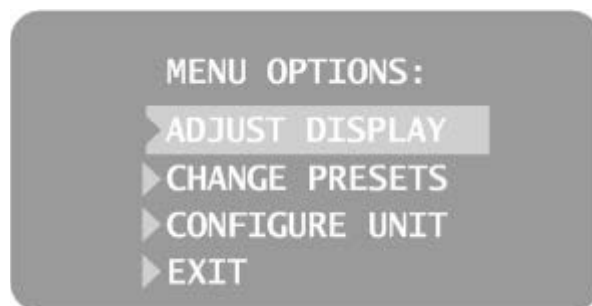 MENU OPTIONS:
ADJUST DISPLAY
CHANGE PRESETS
CONFIGURE UNIT
EXIT